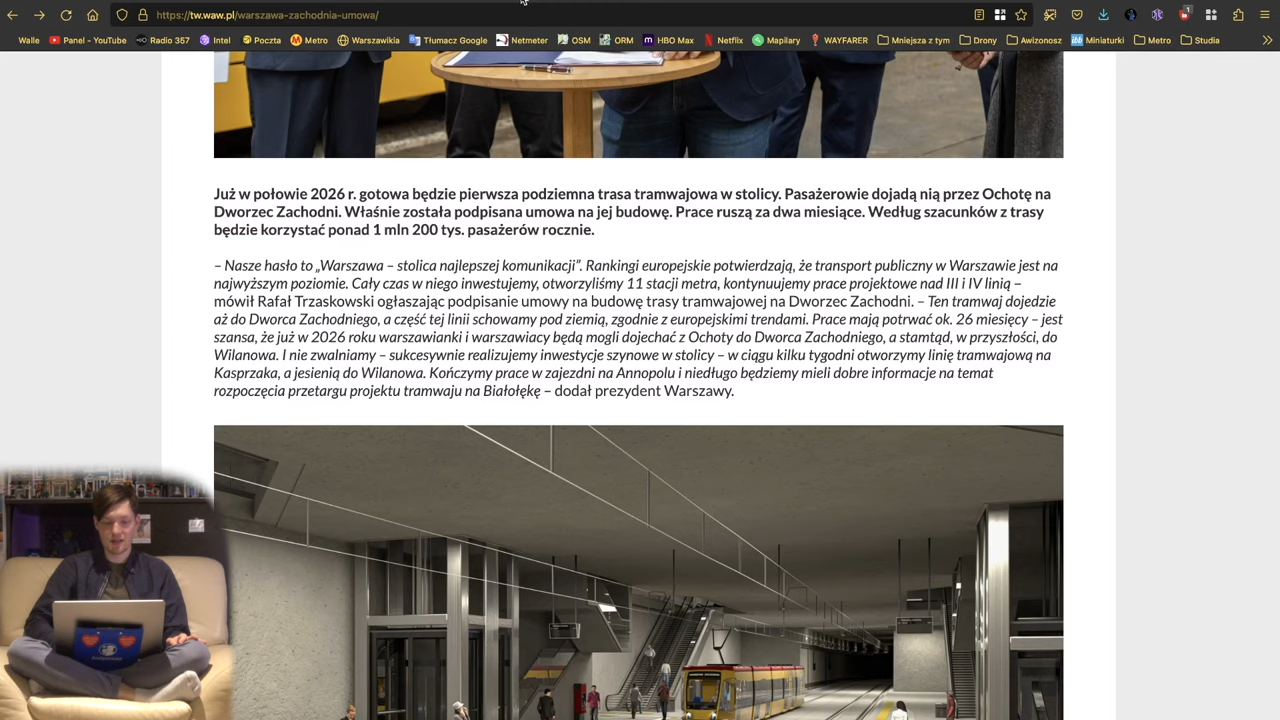 https://tw.waw.pl/warszawa-zachodnia-umowa/
1
Walle Panel - YouTube Radio 357 Intel Poczta Metro Warszawikia Tłumacz Google Netmeter OSM ORM HBO Max Netflix Mapilary WAYFARER Mniejsza z tym Drony Awizonosz Miniaturki Metro Studia
Już w połowie 2026 r. gotowa będzie pierwsza podziemna trasa tramwajowa w stolicy. Pasażerowie dojadą nią przez Ochotę na
Dworzec Zachodni. Właśnie została podpisana umowa na jej budowę. Prace ruszą za dwa miesiące. Według szacunków z trasy
będzie korzystać ponad 1 mln 200 tys. pasażerów rocznie.
– Nasze hasło to „Warszawa – stolica najlepszej komunikacji”. Rankingi europejskie potwierdzają, że transport publiczny w Warszawie jest na
najwyższym poziomie. Cały czas w niego inwestujemy, otworzyliśmy 11 stacji metra, kontynuujemy prace projektowe nad III i IV linią –
mówił Rafał Trzaskowski ogłaszając podpisanie umowy na budowę trasy tramwajowej na Dworzec Zachodni. – Ten tramwaj dojedzie
aż do Dworca Zachodniego, a część tej linii schowamy pod ziemią, zgodnie z europejskimi trendami. Prace mają potrwać ok. 26 miesięcy – jest
szansa, że już w 2026 roku warszawianki i warszawiacy będą mogli dojechać z Ochoty do Dworca Zachodniego, a stamtąd, w przyszłości, do
Wilanowa. I nie zwalniamy – sukcesywnie realizujemy inwestycje szynowe w stolicy – w ciągu kilku tygodni otworzymy linię tramwajową na
Kasprzaka, a jesienią do Wilanowa. Kończymy prace w zajezdni na Annopolu i niedługo będziemy mieli dobre informacje na temat
rozpoczęcia przetargu projektu tramwaju na Białołękę – dodał prezydent Warszawy.